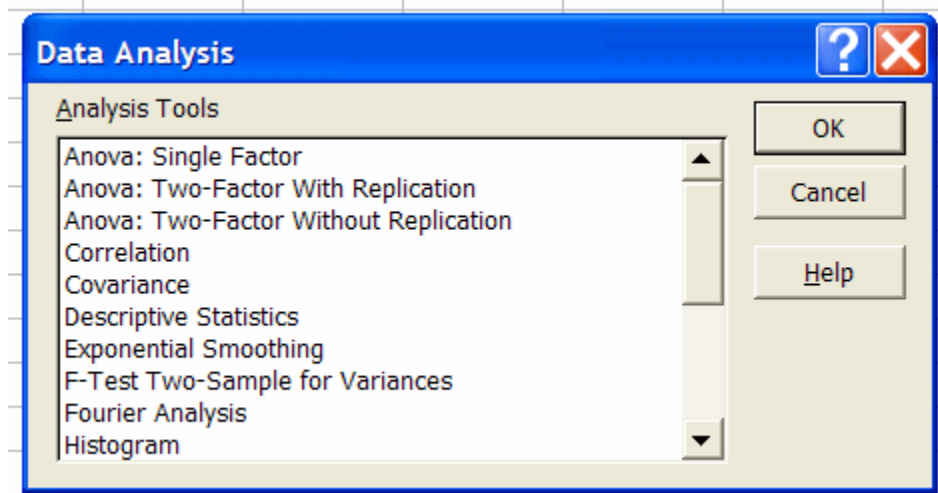 Data Analysis
?
Analysis Tools
Anova: Single Factor
Anova: Two-Factor With Replication
Anova: Two-Factor Without Replication
Correlation
Covariance
Descriptive Statistics
Exponential Smoothing
F-Test Two-Sample for Variances
Fourier Analysis
Histogram
OK
Cancel
Help